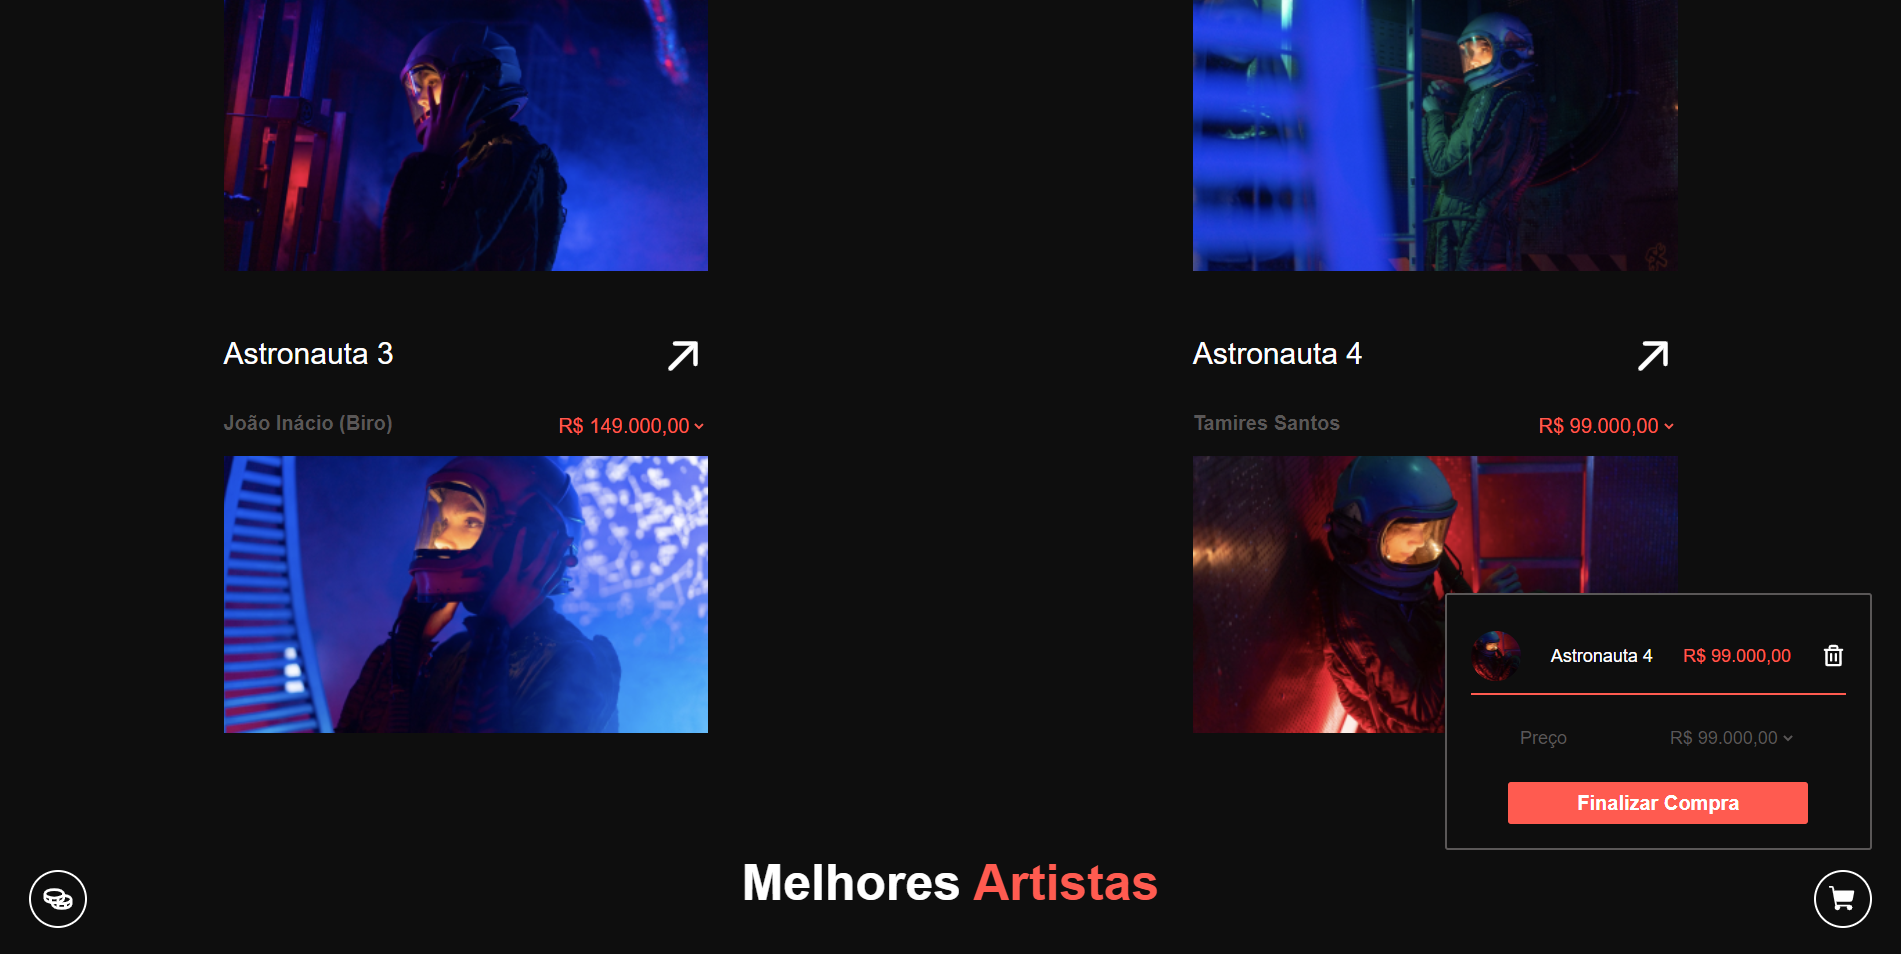 Astronauta 3
João Inácio (Biro)
R$ 149.000,00
Astronauta 4
Tamires Santos
R$ 99.000,00
Astronauta 4
R$ 99.000,00
Preço
R$ 99.000,00
Finalizar Compra
Melhores Artistas